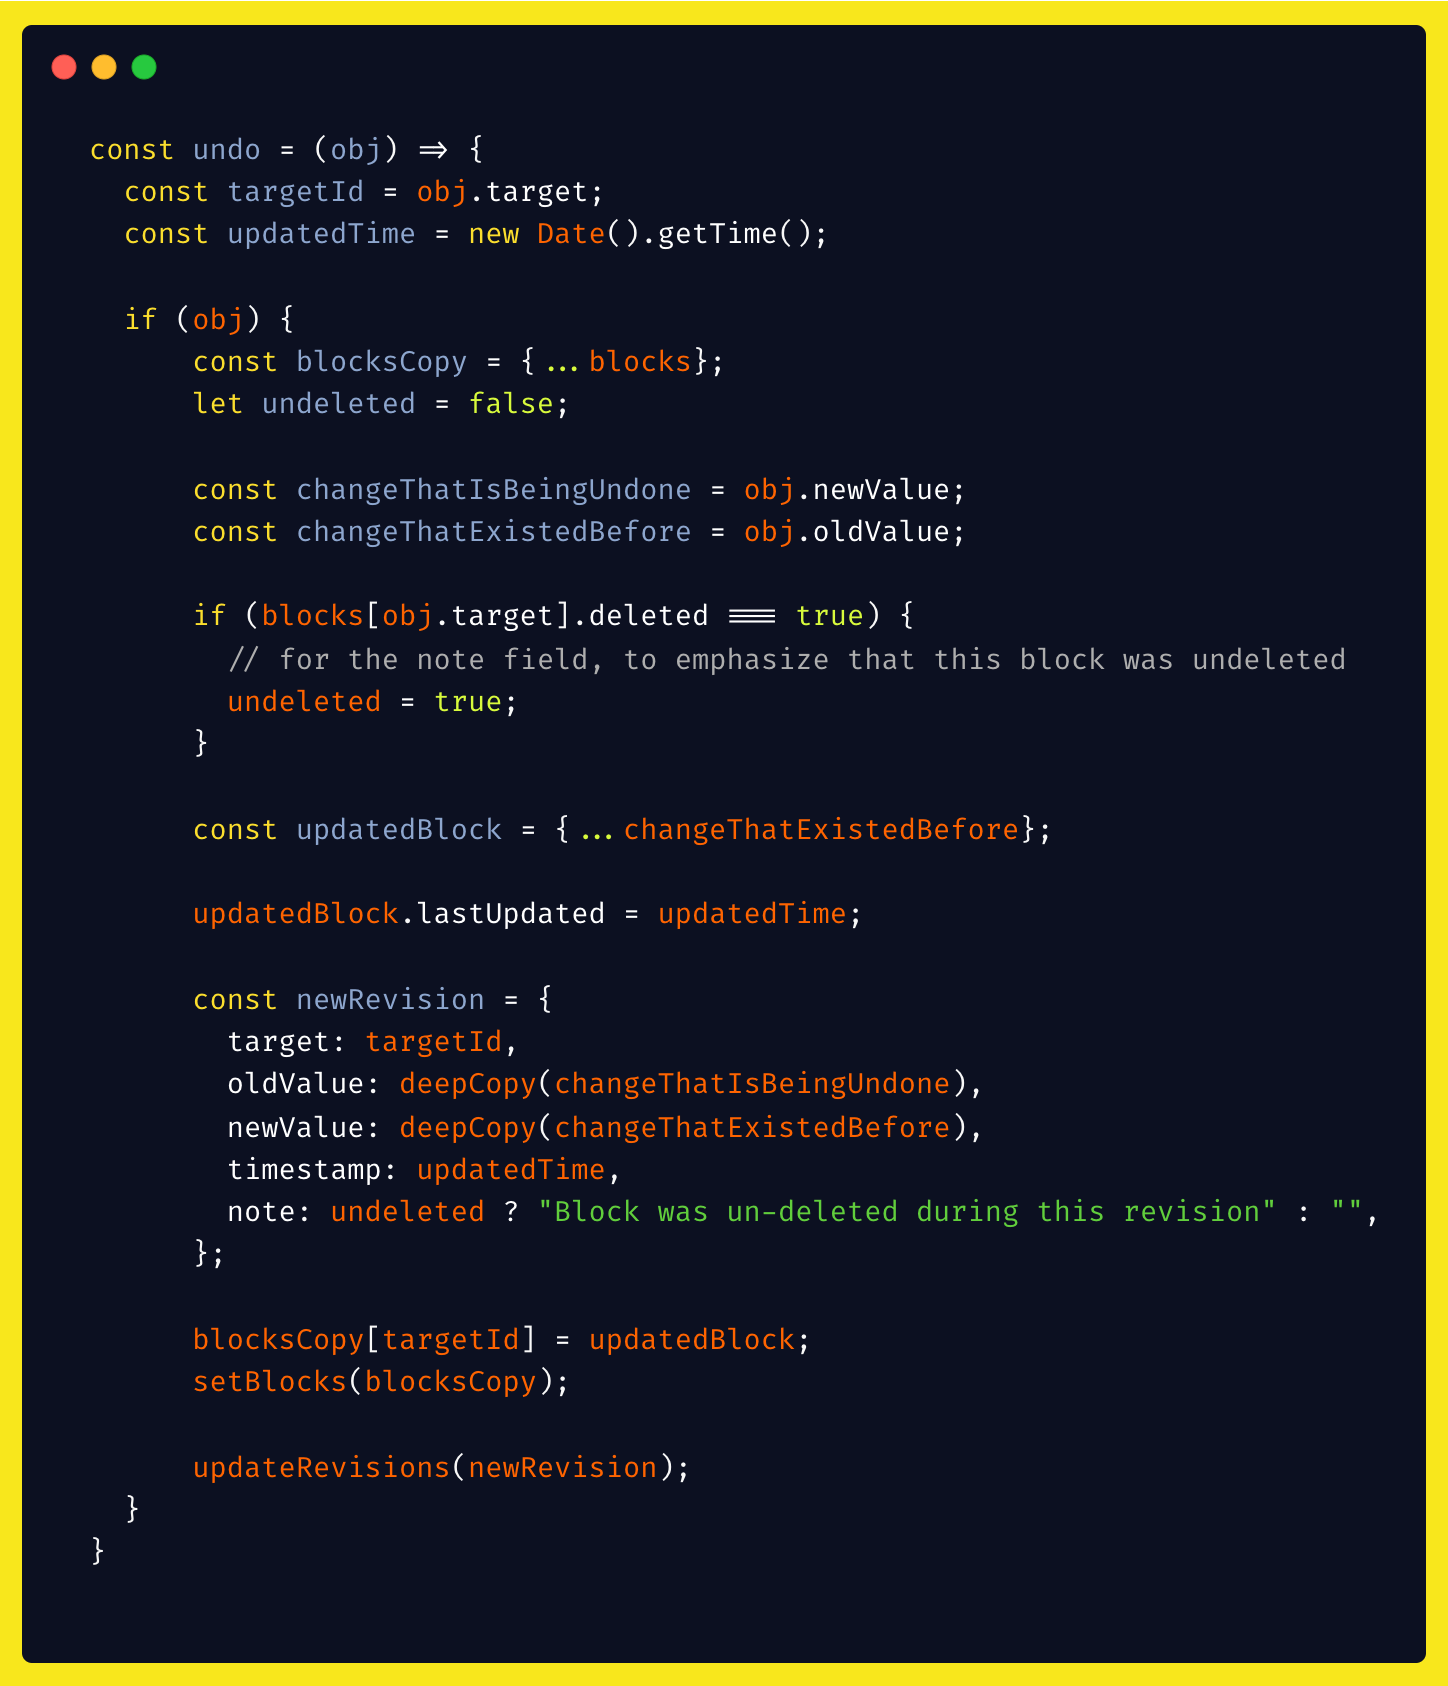 const undo = (obj) => {
  const targetId = obj.target;
  const updatedTime = new Date().getTime();

  if (obj) {
      const blocksCopy = {...blocks};
      let undeleted = false;

      const changeThatIsBeingUndone = obj.newValue;
      const changeThatExistedBefore = obj.oldValue;

      if (blocks[obj.target].deleted === true) {
        // for the note field, to emphasize that this block was undeleted
        undeleted = true;
      }

      const updatedBlock = {...changeThatExistedBefore};

      updatedBlock.lastUpdated = updatedTime;

      const newRevision = {
        target: targetId,
        oldValue: deepCopy(changeThatIsBeingUndone),
        newValue: deepCopy(changeThatExistedBefore),
        timestamp: updatedTime,
        note: undeleted ? "Block was un-deleted during this revision" : "",
      };

      blocksCopy[targetId] = updatedBlock;
      setBlocks(blocksCopy);

      updateRevisions(newRevision);
  }
}